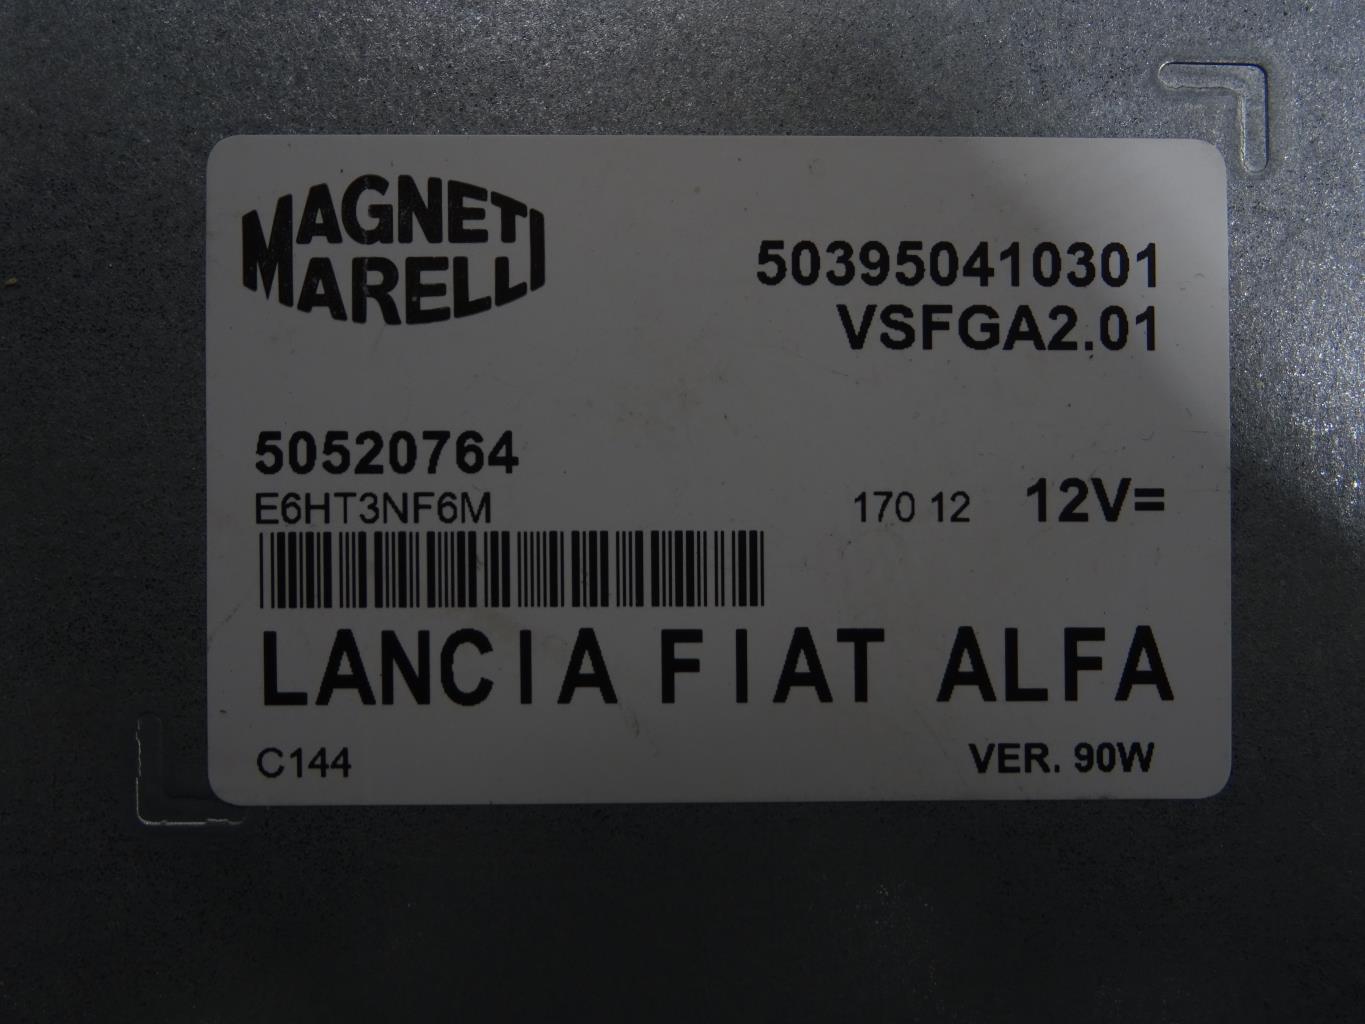 MAGNETI
MARELLI
503950410301
VSFGA2.01
50520764
E6HT3NF6M
170 12 12V=
LANCIA FIAT ALFA
C144 VER. 90W